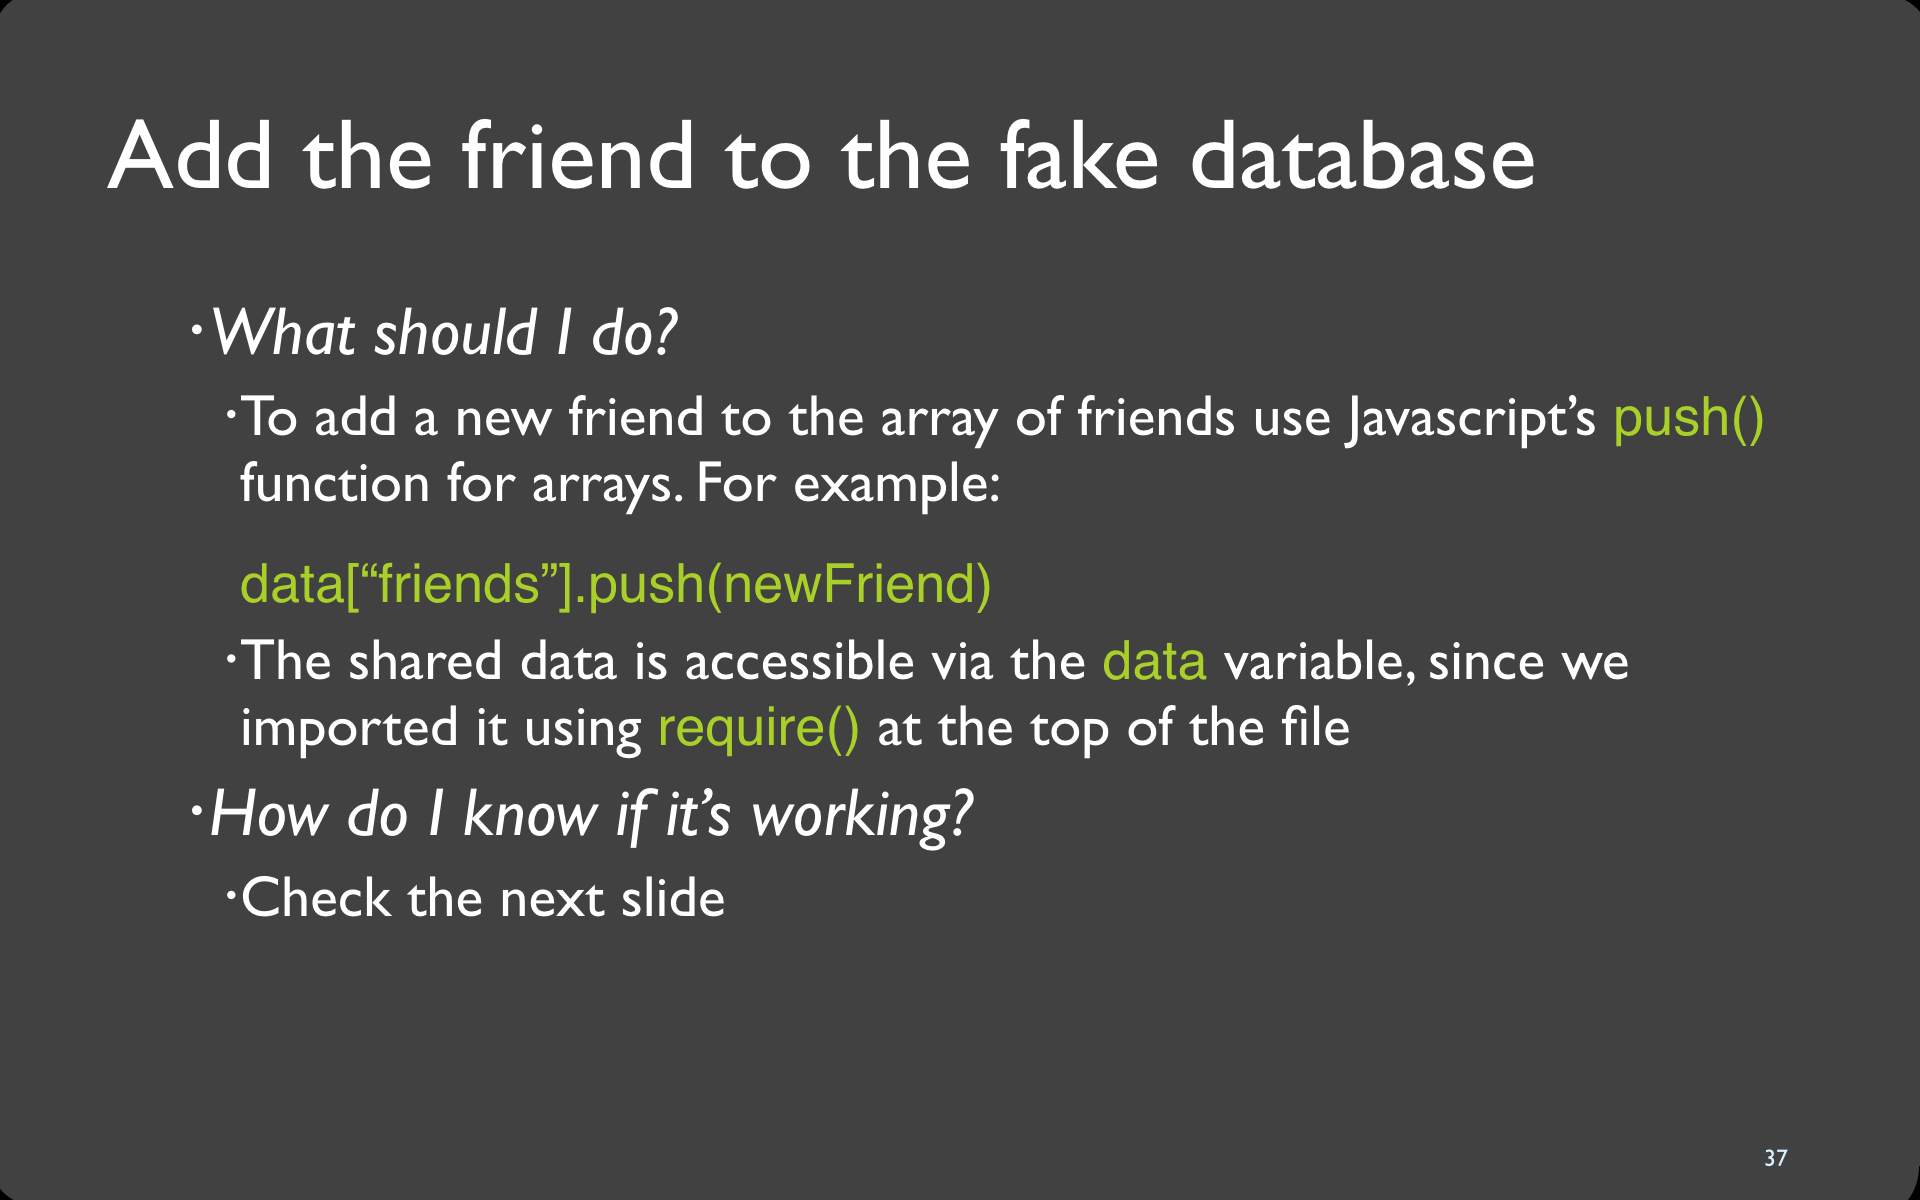 Add the friend to the fake database
•What should I do?
•To add a new friend to the array of friends use Javascript’s push()
function for arrays. For example:
data[“friends”].push(newFriend)
•The shared data is accessible via the data variable, since we
imported it using require() at the top of the file
•How do I know if it’s working?
•Check the next slide
37